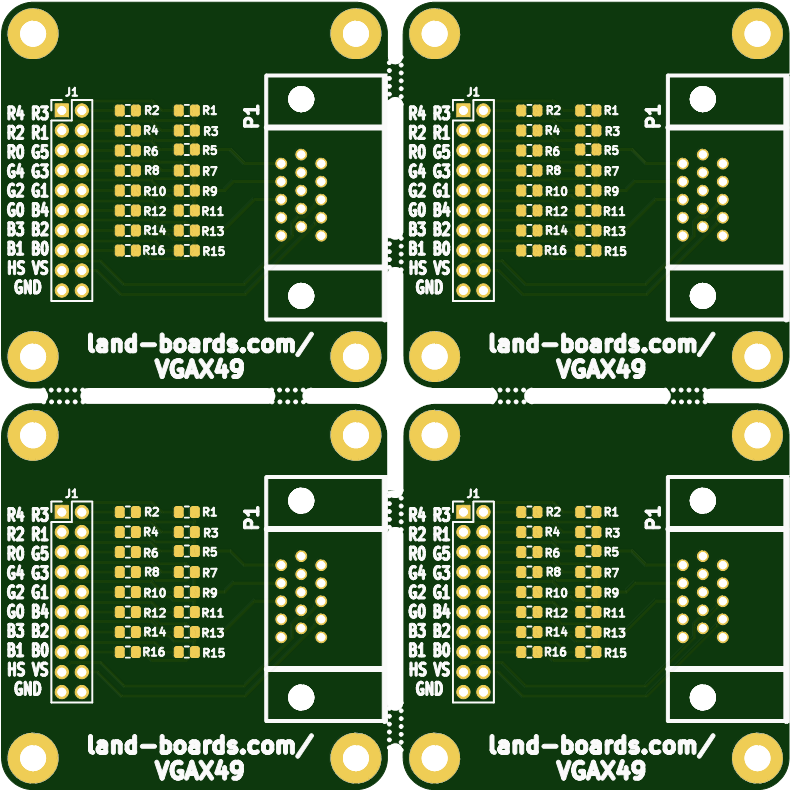 J1
R4 R3 R2 R1 P1
R2 R1 R4 R3
R0 G5 R6 R5
G4 G3 R8 R7
G2 G1 R10 R9
G0 B4 R12 R11
B3 B2 R14 R13
B1 B0 R16 R15
HS VS
GND
land-boards.com/
VGAX49
J1
R4 R3 R2 R1 P1
R2 R1 R4 R3
R0 G5 R6 R5
G4 G3 R8 R7
G2 G1 R10 R9
G0 B4 R12 R11
B3 B2 R14 R13
B1 B0 R16 R15
HS VS
GND
land-boards.com/
VGAX49
J1
R4 R3 R2 R1 P1
R2 R1 R4 R3
R0 G5 R6 R5
G4 G3 R8 R7
G2 G1 R10 R9
G0 B4 R12 R11
B3 B2 R14 R13
B1 B0 R16 R15
HS VS
GND
land-boards.com/
VGAX49
J1
R4 R3 R2 R1 P1
R2 R1 R4 R3
R0 G5 R6 R5
G4 G3 R8 R7
G2 G1 R10 R9
G0 B4 R12 R11
B3 B2 R14 R13
B1 B0 R16 R15
HS VS
GND
land-boards.com/
VGAX49